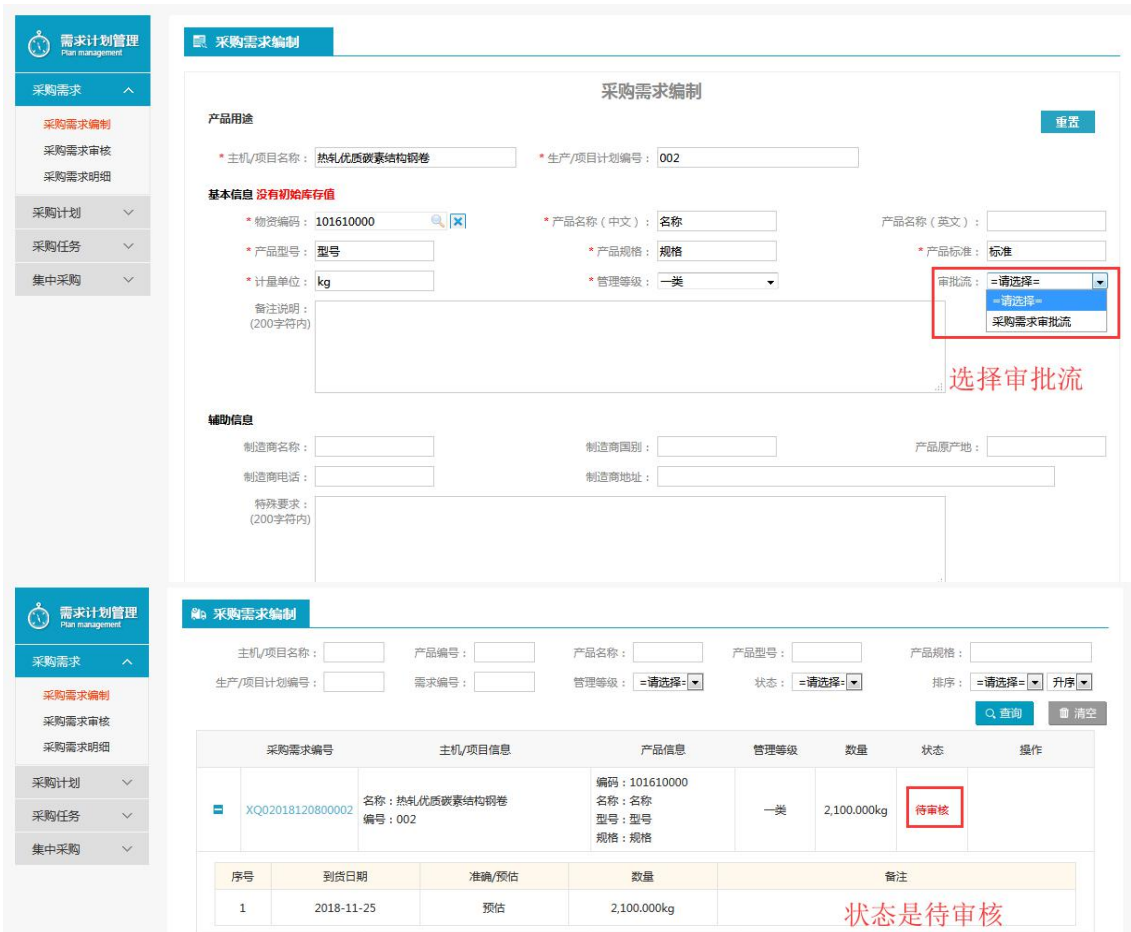 需求计划管理
Plan management
采购需求
采购需求编制
采购需求审核
采购需求明细
采购计划
采购任务
集中采购
采购需求编制
采购需求编制
产品用途
重置
* 主机/项目名称： 热轧优质碳素结构钢卷 * 生产/项目计划编号： 002
基本信息 没有初始库存值
* 物资编码： 101610000 * 产品名称（中文）： 名称 产品名称（英文）：
* 产品型号： 型号 * 产品规格： 规格 * 产品标准： 标准
* 计量单位： kg * 管理等级： 一类 审批流： =请选择=
=请选择=
采购需求审批流
备注说明：
(200字符内)
选择审批流
辅助信息
制造商名称： 制造商国别： 产品原产地：
制造商电话： 制造商地址：
特殊要求：
(200字符内)
需求计划管理
Plan management
采购需求
采购需求编制
采购需求审核
采购需求明细
采购计划
采购任务
集中采购
采购需求编制
主机/项目名称： 产品编号： 产品名称： 产品型号： 产品规格：
生产/项目计划编号： 需求编号： 管理等级： =请选择= 状态： =请选择= 排序： =请选择= 升序
查询 清空
采购需求编号 主机/项目信息 产品信息 管理等级 数量 状态 操作
XQ02018120800002
名称：热轧优质碳素结构钢卷
编号：002
编码：101610000
名称：名称
型号：型号
规格：规格
一类 2,100.000kg 待审核
序号 到货日期 准确/预估 数量 备注
1 2018-11-25 预估 2,100.000kg
状态是待审核